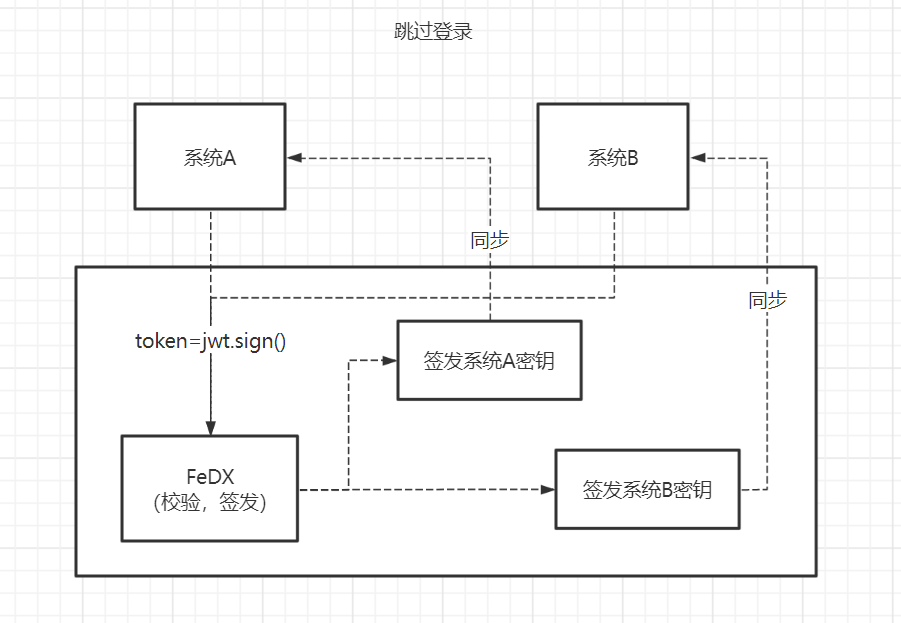 跳过登录
系统A
系统B
同步
同步
token=jwt.sign()
签发系统A密钥
FeDX
(校验，签发)
签发系统B密钥